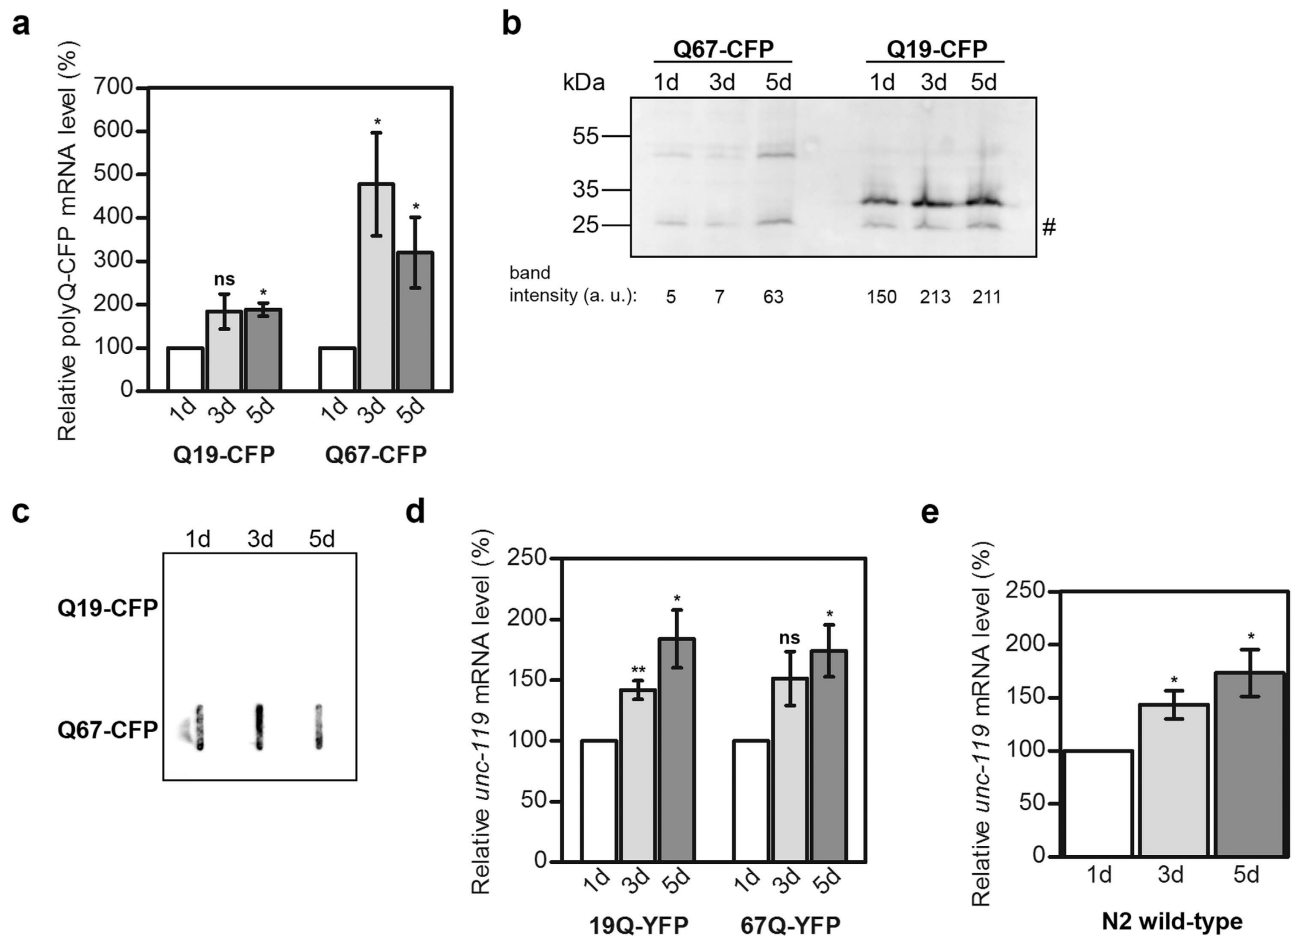 a
Relative polyQ-CFP mRNA level (%)
700
600
500
400
300
200
100
0
ns
*
*
*
1d
3d
5d
1d
3d
5d
Q19-CFP
Q67-CFP
b
Q67-CFP Q19-CFP
kDa 1d 3d 5d 1d 3d 5d
55
35
25
#
band
intensity (a. u.): 5 7 63 150 213 211
c
1d 3d 5d
Q19-CFP
Q67-CFP
d
Relative unc-119 mRNA level (%)
250
200
150
100
50
0
**
*
ns
*
1d
3d
5d
1d
3d
5d
19Q-YFP
67Q-YFP
e
Relative unc-119 mRNA level (%)
250
200
150
100
50
0
*
*
1d 3d 5d
N2 wild-type